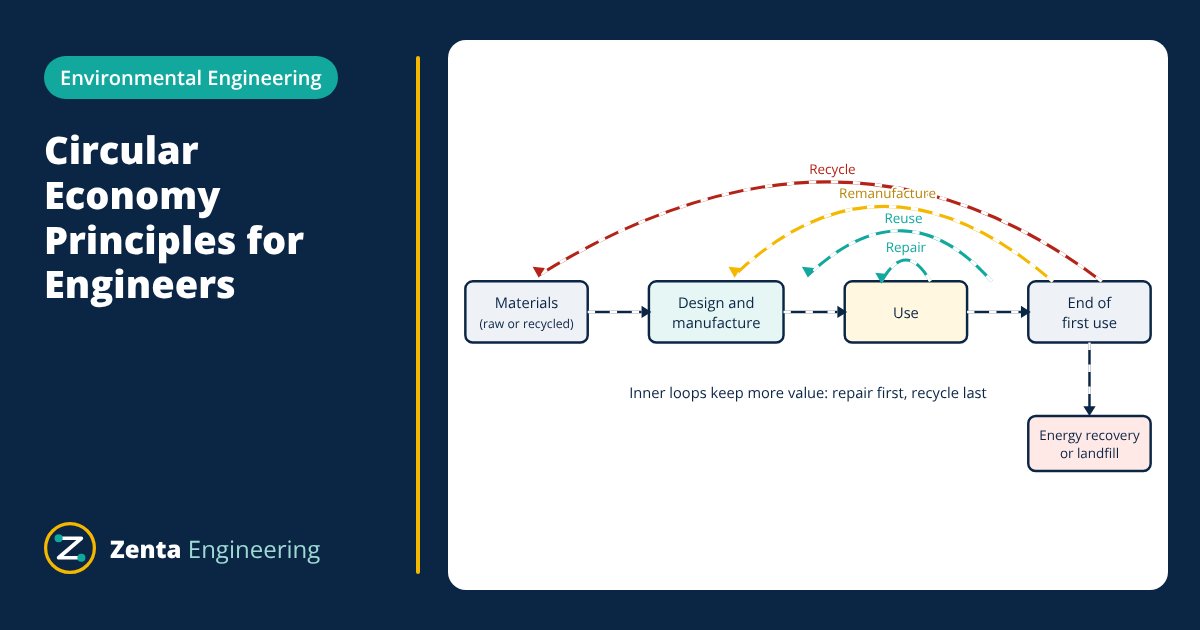 Environmental Engineering
Circular
Economy
Principles for
Engineers
Zenta Engineering
Recycle
Remanufacture
Reuse
Repair
Materials
(raw or recycled)
Design and
manufacture
Use
End of
first use
Inner loops keep more value: repair first, recycle last
Energy recovery
or landfill